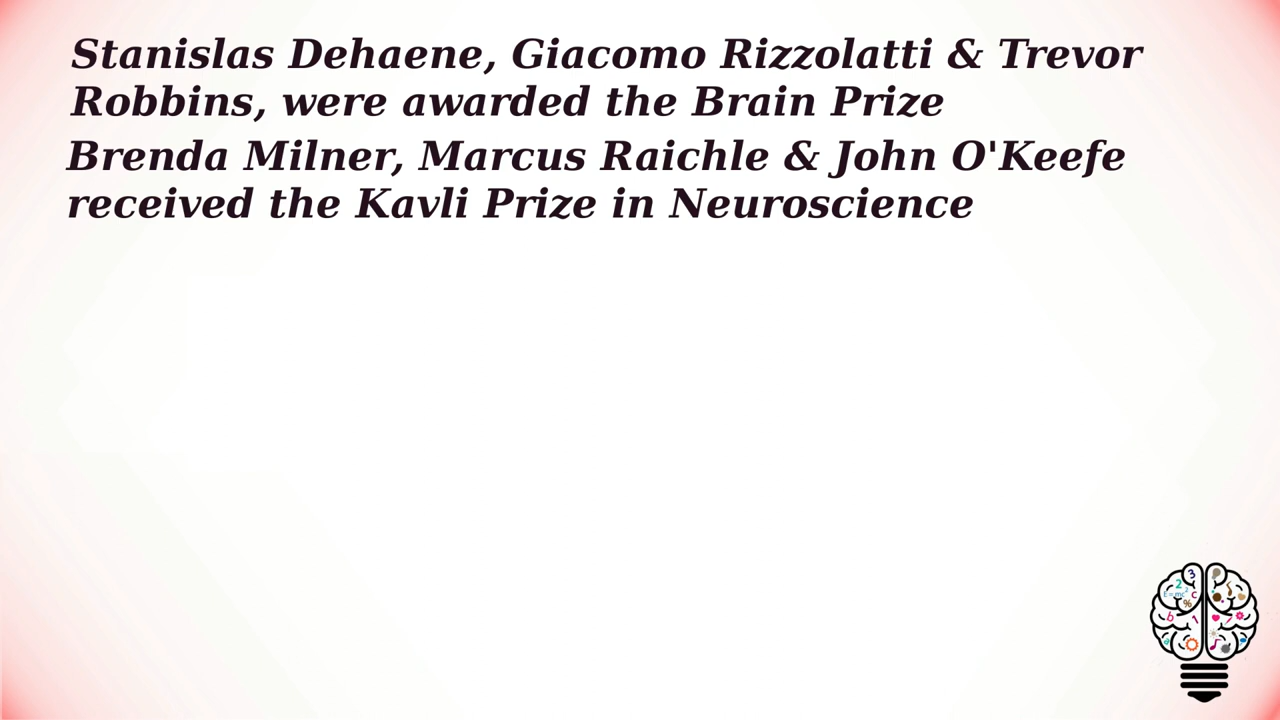 Stanislas Dehaene, Giacomo Rizzolatti & Trevor
Robbins, were awarded the Brain Prize
Brenda Milner, Marcus Raichle & John O'Keefe
received the Kavli Prize in Neuroscience